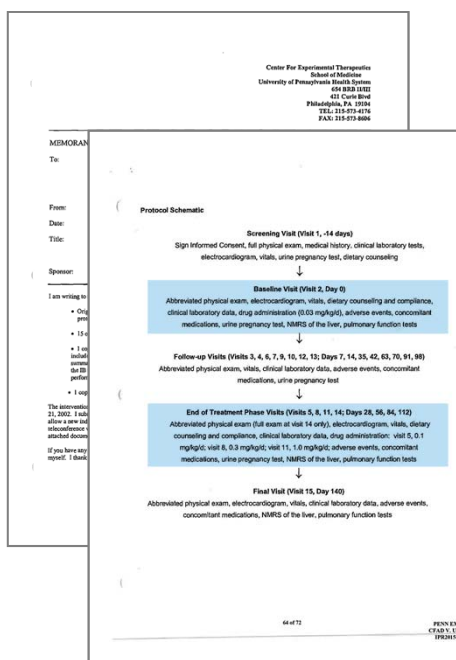 Center For Experimental Therapeutics
School of Medicine
University of Pennsylvania Health System
654 BRB II/III
421 Curie Blvd
Philadelphia, PA 19104
TEL: 215-573-4176
FAX: 215-573-8606
MEMORAN
To:
From:
Date:
Title:
Sponsor:
I am writing to
• Orig
• 15 c
• 1 co
includ
summa
the IB
perfor
• 1 cop
The interventio
21, 2002. I sub
allow a new
teleconference
attached docum
If you have any
myself. I thank
Protocol Schematic
Screening Visit (Visit 1, -14 days)
Sign Informed Consent, full physical exam, medical history, clinical laboratory tests,
electrocardiogram, vitals, urine pregnancy test, dietary counseling
↓
Baseline Visit (Visit 2, Day 0)
Abbreviated physical exam, electrocardiogram, vitals, dietary counseling and compliance,
clinical laboratory data, drug administration (0.03 mg/kg/d), adverse events, concomitant
medications, urine pregnancy test, NMRS of the liver, pulmonary function tests
↓
Follow-up Visits (Visits 3, 4, 6, 7, 9, 10, 12, 13; Days 7, 14, 35, 42, 63, 70, 91, 98)
Abbreviated physical exam, vitals, clinical laboratory data, adverse events, concomitant
medications, urine pregnancy test
↓
End of Treatment Phase Visits (Visits 5, 8, 11, 14; Days 28, 56, 84, 112)
Abbreviated physical exam (full exam at visit 14 only), electrocardiogram, vitals, dietary
counseling and compliance, clinical laboratory data, drug administration: visit 5, 0.1
mg/kg/d; visit 8, 0.3 mg/kg/d; visit 11, 1.0 mg/kg/d; adverse events, concomitant
medications, urine pregnancy test, NMRS of the liver, pulmonary function tests
↓
Final Visit (Visit 15, Day 140)
Abbreviated physical exam, electrocardiogram, vitals, clinical laboratory data, adverse events,
concomitant medications, NMRS of the liver, pulmonary function tests
64 of 72
PENN EX
CFAD V. U
IPR2015